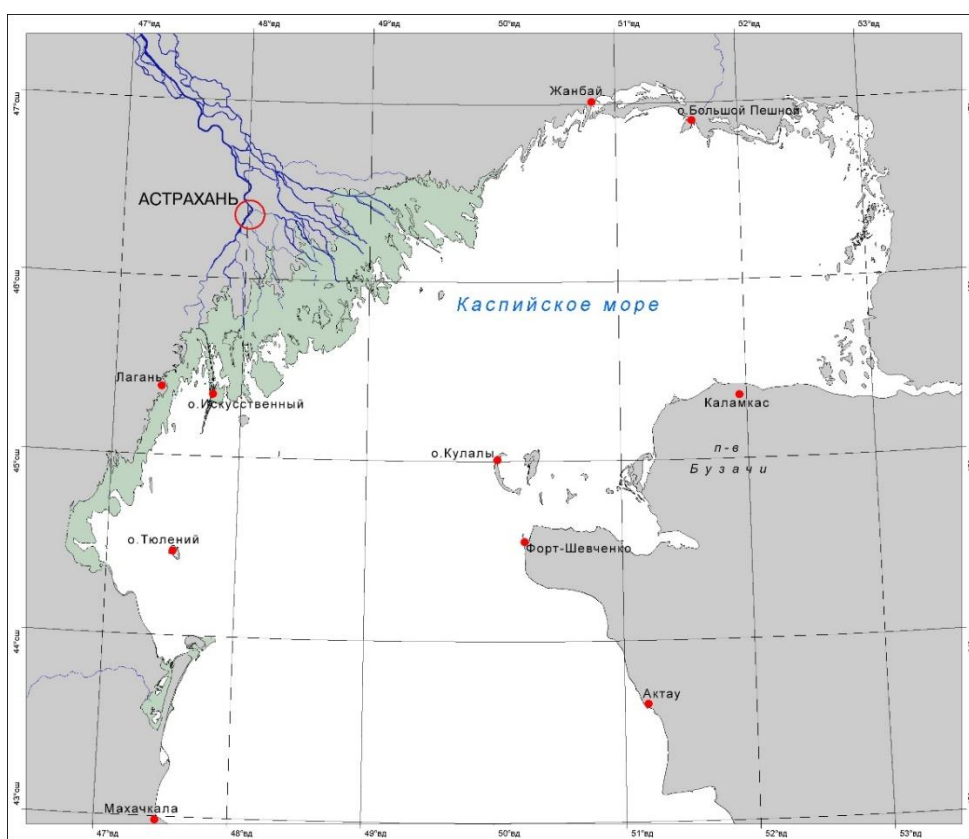 47°вд
48°вд
49°вд
50°вд
51°вд
52°вд
53°вд
47°сш
Жанбай
о.Большой Пешной
АСТРАХАНЬ
46°сш
Каспийское море
Лагань
о.Искусственный
Каламкас
45°сш
о.Кулалы
п-в
Бузачи
о.Тюлений
Форт-Шевченко
44°сш
Актау
43°сш
Махачкала
47°вд
48°вд
49°вд
50°вд
51°вд
52°вд
53°вд